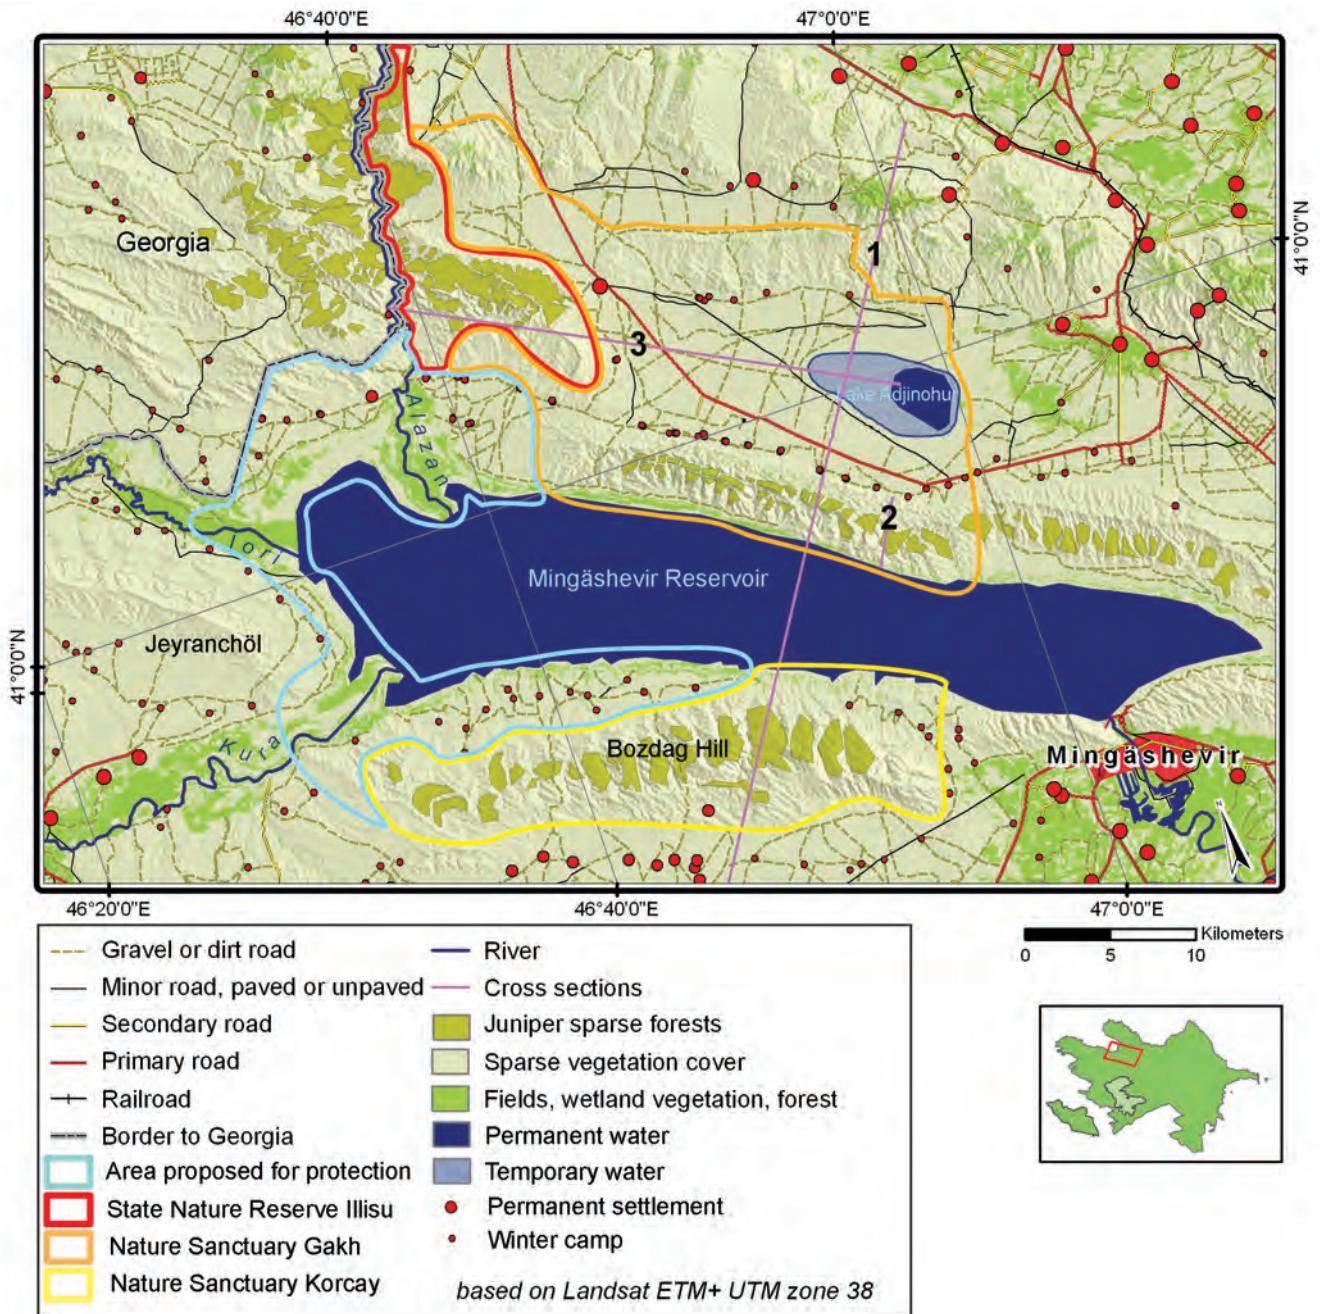 46°40'0"E
47°0'0"E
41°0'0"N
Georgia
1
3
Lake Adjinohur
Alazan
2
Iori
Mingäshevir Reservoir
Jeyranchöl
41°0'0"N
Kura
Bozdag Hill
Mingäshevir
N
46°20'0"E
46°40'0"E
47°0'0"E
Gravel or dirt road
Minor road, paved or unpaved
Secondary road
Primary road
Railroad
Border to Georgia
Area proposed for protection
State Nature Reserve Illisu
Nature Sanctuary Gakh
Nature Sanctuary Korcay
River
Cross sections
Juniper sparse forests
Sparse vegetation cover
Fields, wetland vegetation, forest
Permanent water
Temporary water
Permanent settlement
Winter camp
based on Landsat ETM+ UTM zone 38
Kilometers
0 5 10